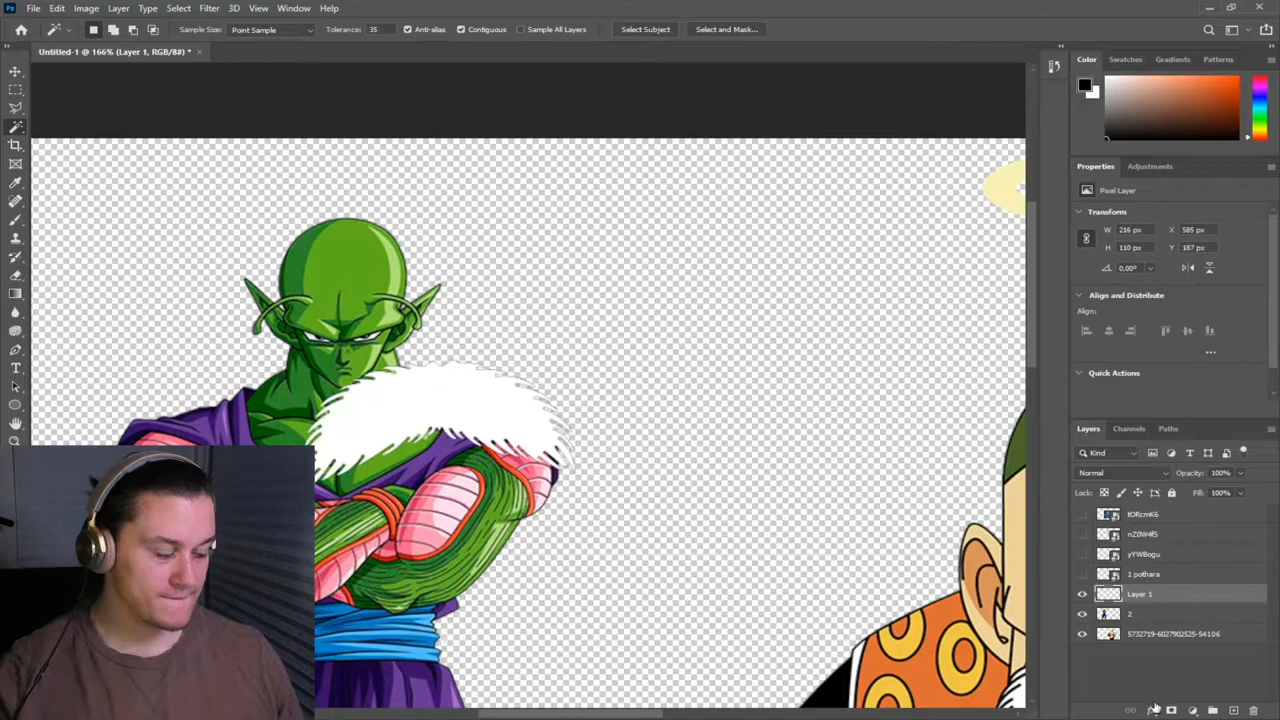 File Edit Image Layer Type Select Filter 3D View Window Help
Sample Size: Point Sample Tolerance: 35 Anti-alias Contiguous Sample All Layers Select Subject Select and Mask...
Untitled-1 @ 166% (Layer 1, RGB/8#) *
Color Swatches Gradients Patterns
Properties Adjustments
Pixel Layer
Transform
W 216 px X 585 px
H 110 px Y 187 px
0,00°
Align and Distribute
Align:
Quick Actions
Layers Channels Paths
Kind
Normal Opacity: 100%
Lock: Fill: 100%
tORcmK6
nZ0W4fS
yYWBogu
1 pothara
Layer 1
2
5732719-6027902525-54106